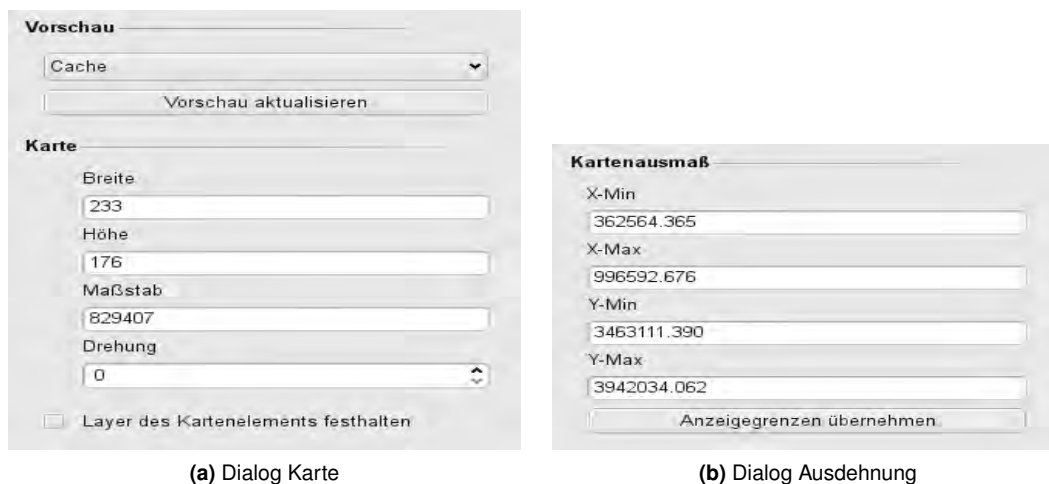 Vorschau
Cache
Vorschau aktualisieren
Karte
Breite
233
Höhe
176
Maßstab
829407
Drehung
0
Layer des Kartenelements festhalten
(a) Dialog Karte
Kartenausmaß
X-Min
362564.365
X-Max
996592.676
Y-Min
3463111.390
Y-Max
3942034.062
Anzeigegrenzen übernehmen
(b) Dialog Ausdehnung